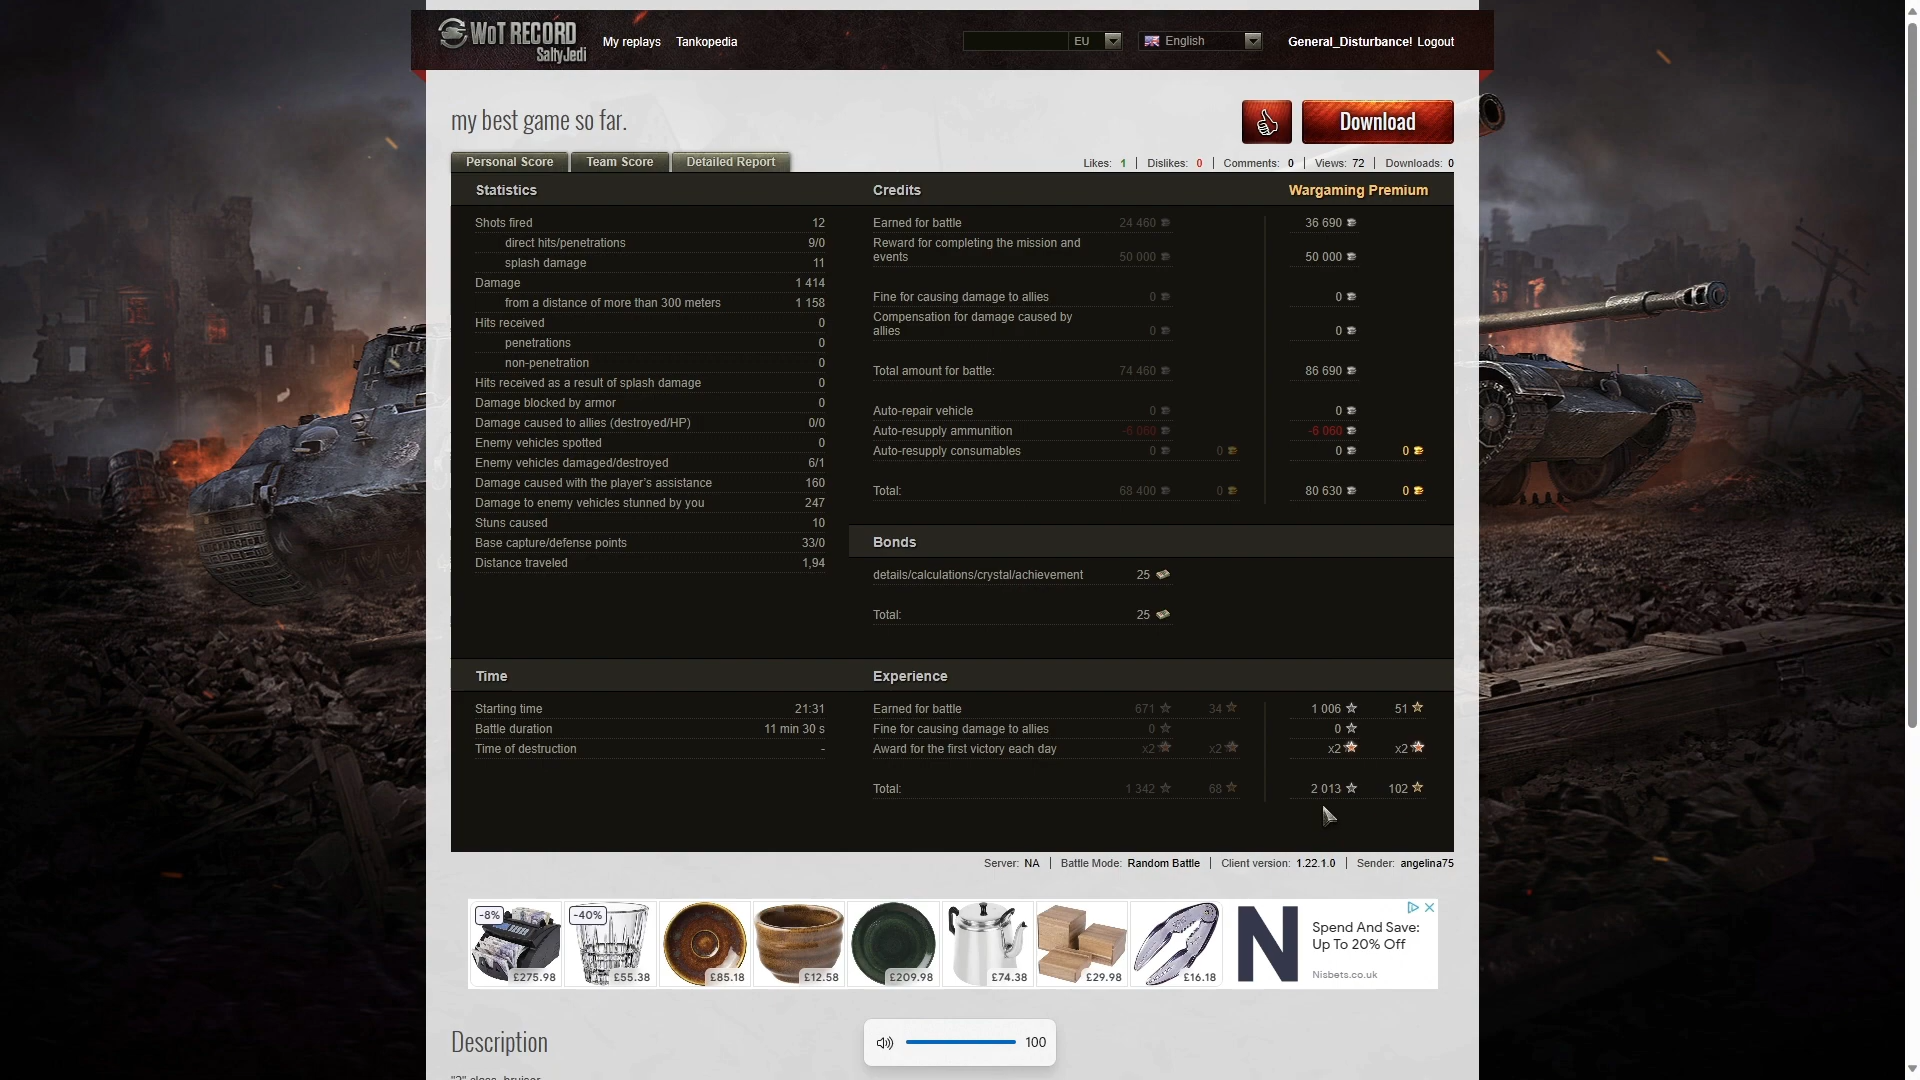 WoT RECORD
SaltyJedi
My replays
Tankopedia
EU
English
General_Disturbance! Logout
my best game so far.
Download
Personal Score
Team Score
Detailed Report
Likes: 1 | Dislikes: 0 | Comments: 0 | Views: 72 | Downloads: 0
Statistics
Shots fired 12
direct hits/penetrations 9/0
splash damage 11
Damage 1 414
from a distance of more than 300 meters 1 158
Hits received 0
penetrations 0
non-penetration 0
Hits received as a result of splash damage 0
Damage blocked by armor 0
Damage caused to allies (destroyed/HP) 0/0
Enemy vehicles spotted 0
Enemy vehicles damaged/destroyed 6/1
Damage caused with the player's assistance 160
Damage to enemy vehicles stunned by you 247
Stuns caused 10
Base capture/defense points 33/0
Distance traveled 1,94
Credits
Wargaming Premium
Earned for battle 24 460 36 690
Reward for completing the mission and
events 50 000 50 000
Fine for causing damage to allies 0 0
Compensation for damage caused by
allies 0 0
Total amount for battle: 74 460 86 690
Auto-repair vehicle 0 0
Auto-resupply ammunition -6 060 -6 060
Auto-resupply consumables 0 0 0 0
Total: 68 400 0 80 630 0
Bonds
details/calculations/crystal/achievement 25
Total: 25
Time
Starting time 21:31
Battle duration 11 min 30 s
Time of destruction -
Experience
Earned for battle 671 34 1 006 51
Fine for causing damage to allies 0 0
Award for the first victory each day x2 x2 x2 x2
Total: 1 342 68 2 013 102
Server: NA | Battle Mode: Random Battle | Client version: 1.22.1.0 | Sender: angelina75
-8%
£275.98
-40%
£55.38
£85.18
£12.58
£209.98
£74.38
£29.98
£16.18
N
Spend And Save:
Up To 20% Off
Nisbets.co.uk
Description
100
"3" class, bruiser